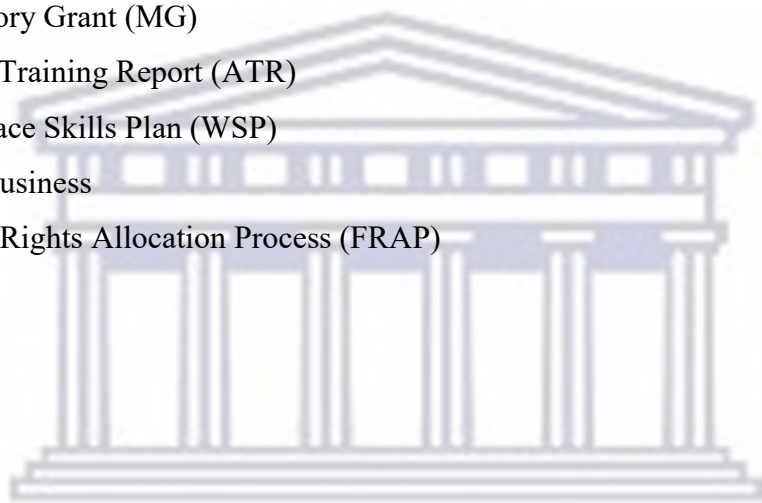 ory Grant (MG)
Training Report (ATR)
ace Skills Plan (WSP)
usiness
Rights Allocation Process (FRAP)